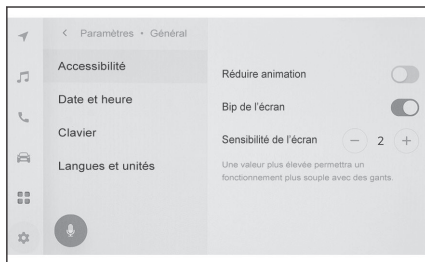 < Paramètres • Général
Accessibilité
Date et heure
Clavier
Langues et unités
Réduire animation
Bip de l'écran
Sensibilité de l'écran — 2 +
Une valeur plus élevée permettra un
fonctionnement plus souple avec des gants.